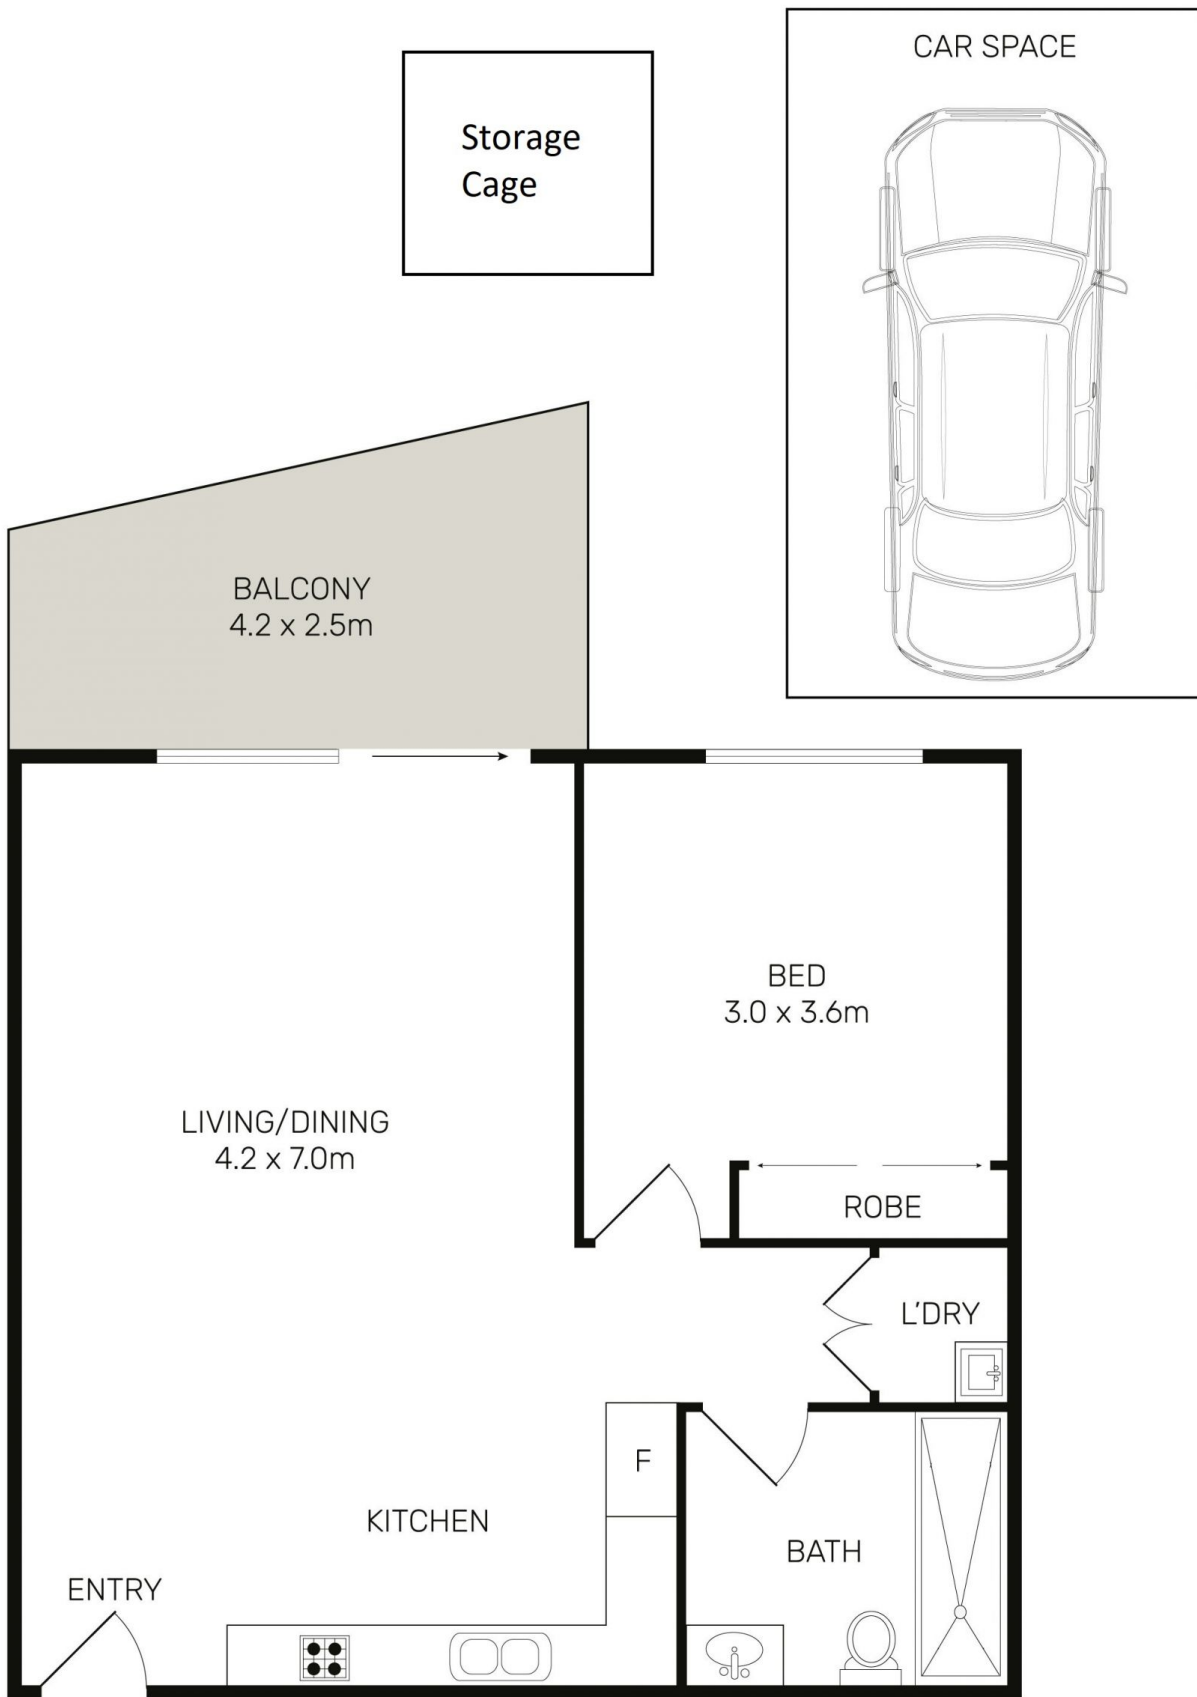 CAR SPACE
Storage
Cage
BALCONY
4.2 x 2.5m
BED
3.0 x 3.6m
LIVING/DINING
4.2 x 7.0m
ROBE
L'DRY
F
KITCHEN
BATH
ENTRY